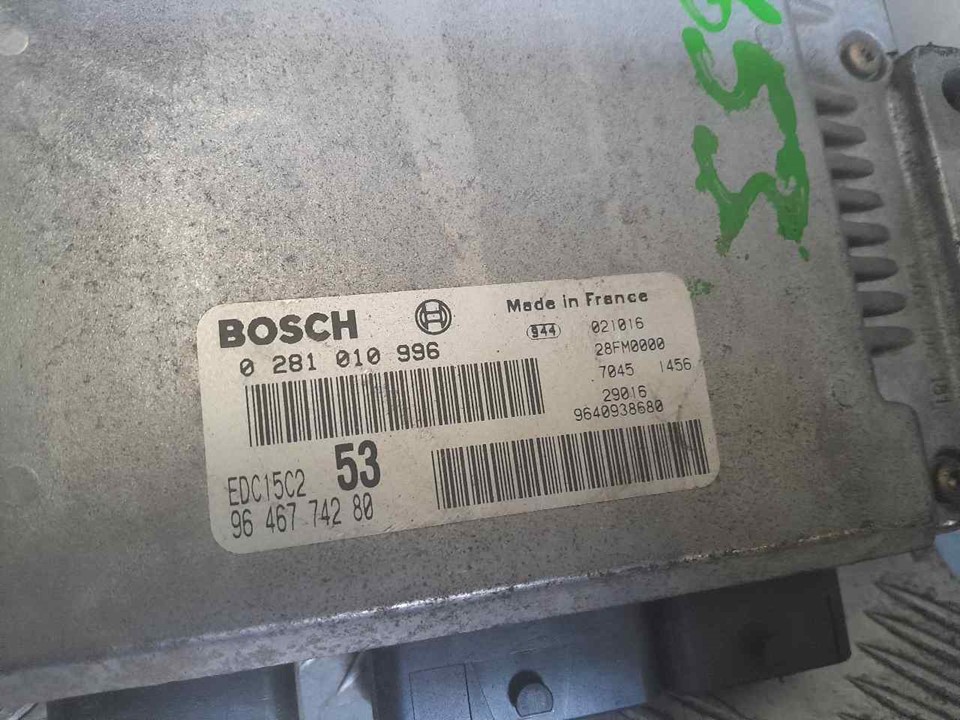 BOSCH
0 281 010 996
Made in France
944 021016
28FM0000
7045 1456
29016
9640938680
EDC15C2 53
96 467 742 80